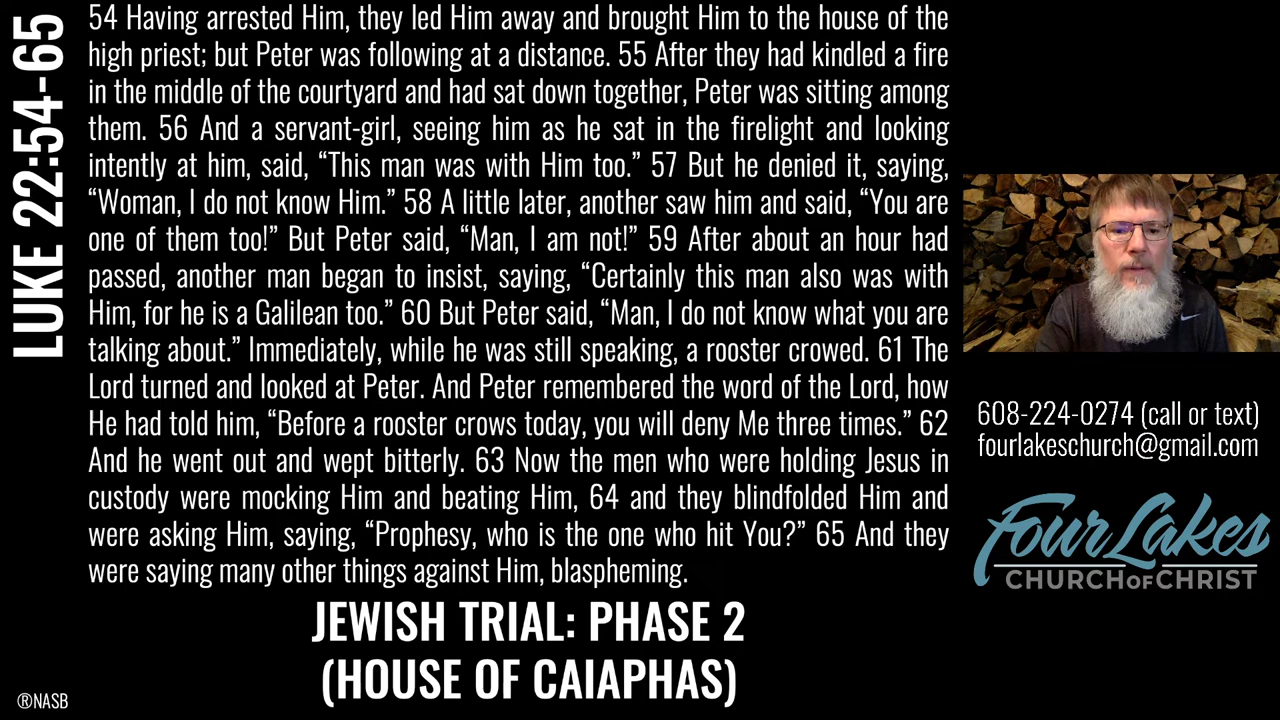 LUKE 22:54-65
54 Having arrested Him, they led Him away and brought Him to the house of the
high priest; but Peter was following at a distance. 55 After they had kindled a fire
in the middle of the courtyard and had sat down together, Peter was sitting among
them. 56 And a servant-girl, seeing him as he sat in the firelight and looking
intently at him, said, “This man was with Him too.” 57 But he denied it, saying,
“Woman, I do not know Him.” 58 A little later, another saw him and said, “You are
one of them too!” But Peter said, “Man, I am not!” 59 After about an hour had
passed, another man began to insist, saying, “Certainly this man also was with
Him, for he is a Galilean too.” 60 But Peter said, “Man, I do not know what you are
talking about.” Immediately, while he was still speaking, a rooster crowed. 61 The
Lord turned and looked at Peter. And Peter remembered the word of the Lord, how
He had told him, “Before a rooster crows today, you will deny Me three times.” 62
And he went out and wept bitterly. 63 Now the men who were holding Jesus in
custody were mocking Him and beating Him, 64 and they blindfolded Him and
were asking Him, saying, “Prophesy, who is the one who hit You?” 65 And they
were saying many other things against Him, blaspheming.
JEWISH TRIAL: PHASE 2
(HOUSE OF CAIAPHAS)
®NASB
608-224-0274 (call or text)
fourlakeschurch@gmail.com
Four Lakes
CHURCH OF CHRIST